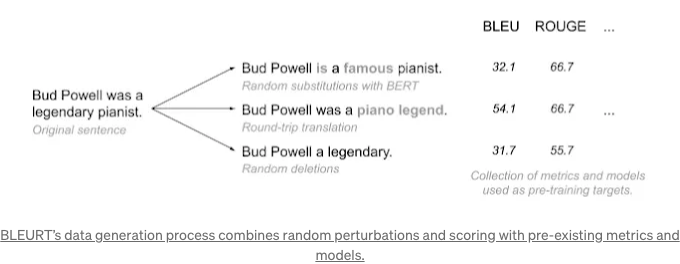 BLEU ROUGE ...
Bud Powell is a famous pianist. 32.1 66.7
Random substitutions with BERT
Bud Powell was a
legendary pianist.
Original sentence
Bud Powell was a piano legend. 54.1 66.7 ...
Round-trip translation
Bud Powell a legendary. 31.7 55.7
Random deletions
Collection of metrics and models
used as pre-training targets.
BLEURT’s data generation process combines random perturbations and scoring with pre-existing metrics and
models.